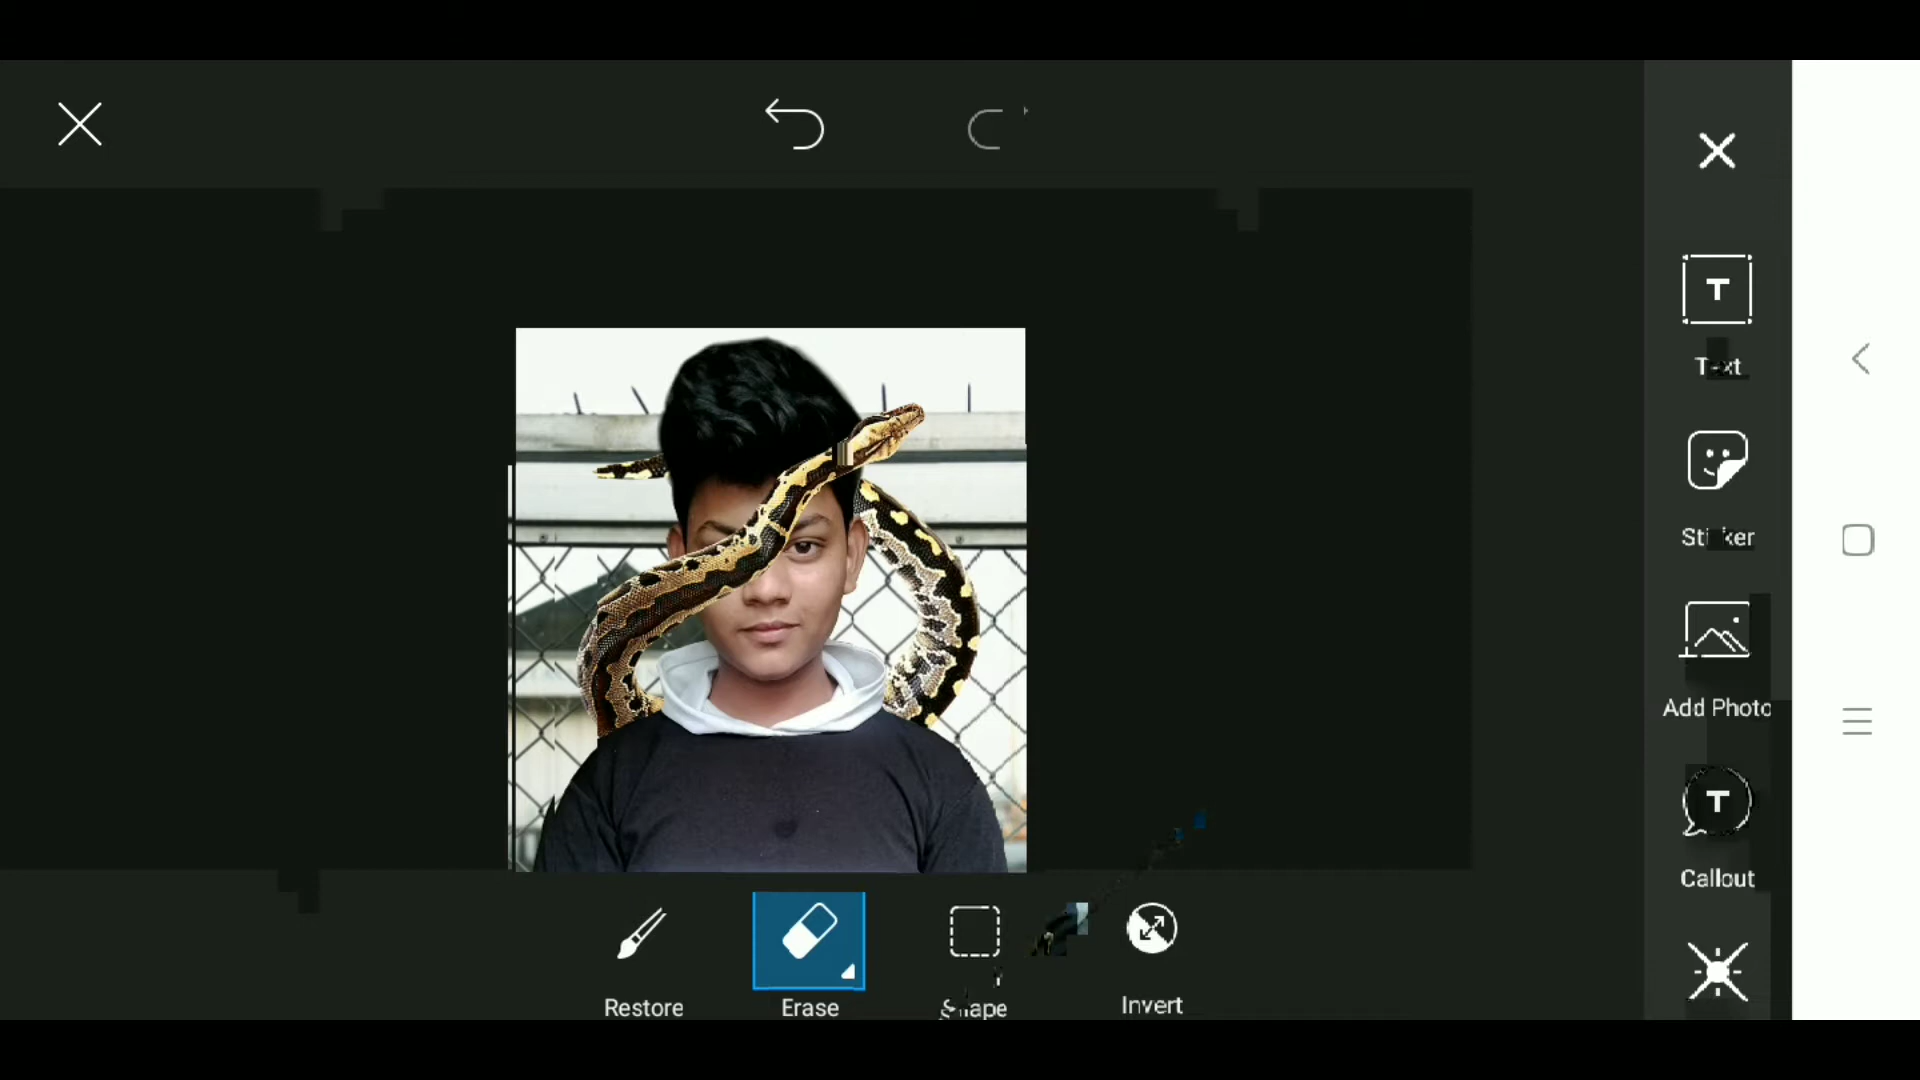 T
Text
Sticker
Add Photo
T
Callout
Restore
Erase
Shape
Invert